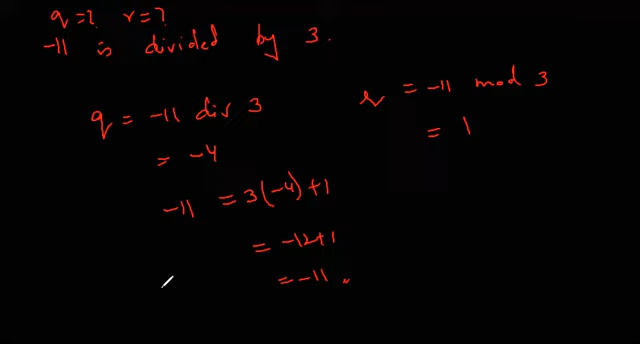 q = ? r = ?
-11 is divided by 3.
q = -11 div 3
= -4
r = -11 mod 3
= 1
-11 = 3(-4)+1
= -12+1
= -11